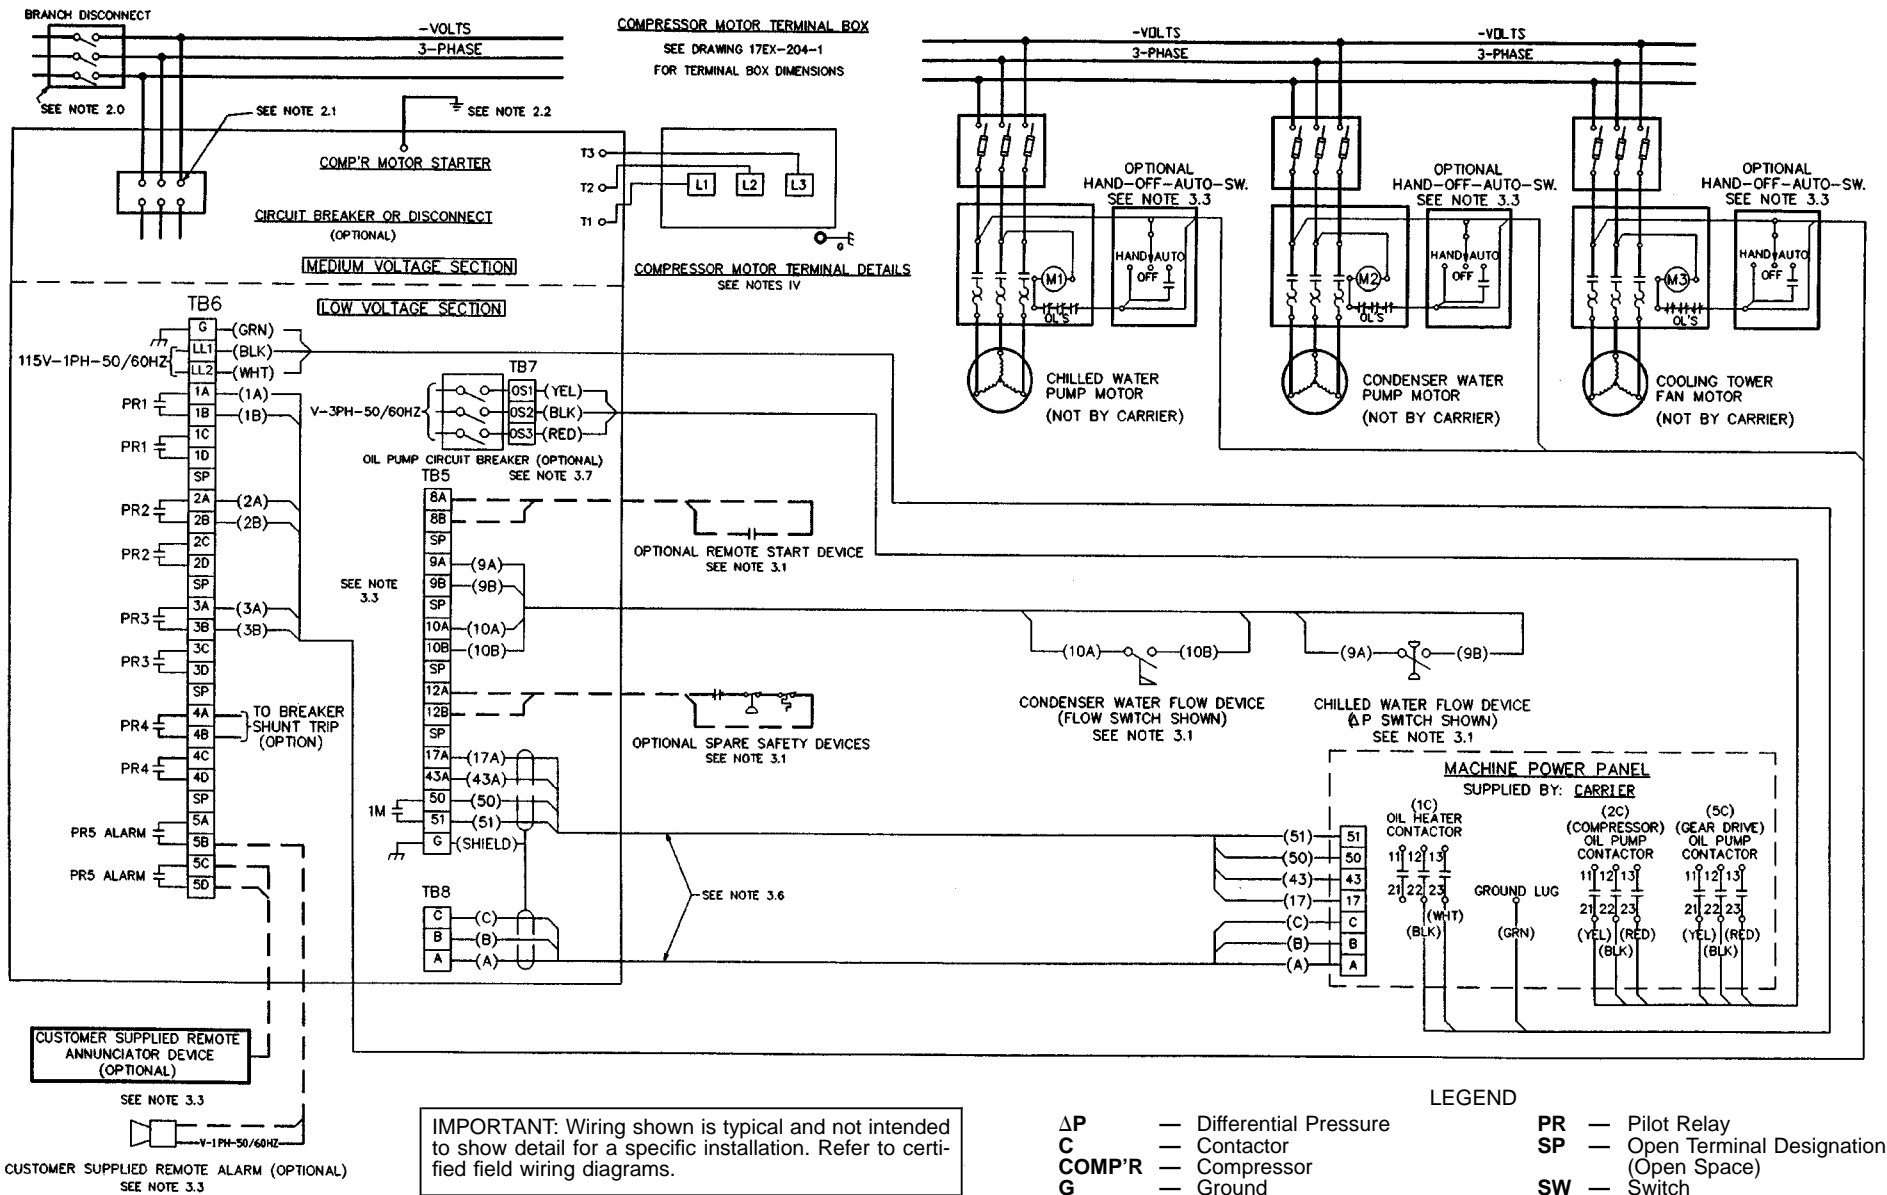 BRANCH DISCONNECT
-VOLTS
3-PHASE
SEE NOTE 2.0
SEE NOTE 2.1
SEE NOTE 2.2
COMPRESSOR MOTOR TERMINAL BOX
SEE DRAWING 17EX-204-1
FOR TERMINAL BOX DIMENSIONS
COMP'R MOTOR STARTER
CIRCUIT BREAKER OR DISCONNECT
(OPTIONAL)
MEDIUM VOLTAGE SECTION
T3
T2
T1
L1 L2 L3
G
COMPRESSOR MOTOR TERMINAL DETAILS
SEE NOTES IV
-VOLTS
3-PHASE
-VOLTS
3-PHASE
OPTIONAL
HAND-OFF-AUTO-SW.
SEE NOTE 3.3
HAND AUTO
OFF
M1
OL'S
CHILLED WATER
PUMP MOTOR
(NOT BY CARRIER)
OPTIONAL
HAND-OFF-AUTO-SW.
SEE NOTE 3.3
HAND AUTO
OFF
M2
OL'S
CONDENSER WATER
PUMP MOTOR
(NOT BY CARRIER)
OPTIONAL
HAND-OFF-AUTO-SW.
SEE NOTE 3.3
HAND AUTO
OFF
M3
OL'S
COOLING TOWER
FAN MOTOR
(NOT BY CARRIER)
LOW VOLTAGE SECTION
TB6
G (GRN)
115V-1PH-50/60HZ
LL1 (BLK)
LL2 (WHT)
PR1
1A (1A)
1B (1B)
PR1
1C
1D
SP
PR2
2A (2A)
2B (2B)
PR2
2C
2D
SP
PR3
3A (3A)
3B (3B)
PR3
3C
3D
SP
PR4
4A
4B
TO BREAKER
SHUNT TRIP
(OPTION)
PR4
4C
4D
SP
PR5 ALARM
5A
5B
PR5 ALARM
5C
5D
TB7
V-3PH-50/60HZ
OS1 (YEL)
OS2 (BLK)
OS3 (RED)
OIL PUMP CIRCUIT BREAKER (OPTIONAL)
SEE NOTE 3.7
SEE NOTE
3.3
TB5
8A
8B
SP
9A (9A)
9B (9B)
SP
10A (10A)
10B (10B)
SP
12A
12B
SP
17A (17A)
43A (43A)
1M
50 (50)
51 (51)
G (SHIELD)
TB8
C (C)
B (B)
A (A)
OPTIONAL REMOTE START DEVICE
SEE NOTE 3.1
OPTIONAL SPARE SAFETY DEVICES
SEE NOTE 3.1
SEE NOTE 3.6
(10A) (10B)
CONDENSER WATER FLOW DEVICE
(FLOW SWITCH SHOWN)
SEE NOTE 3.1
(9A) (9B)
CHILLED WATER FLOW DEVICE
(ΔP SWITCH SHOWN)
SEE NOTE 3.1
MACHINE POWER PANEL
SUPPLIED BY: CARRIER
(51) 51
(50) 50
(43) 43
(17) 17
(C) C
(B) B
(A) A
(1C)
OIL HEATER
CONTACTOR
11 12 13
21 22 23
(WHT)
(BLK)
GROUND LUG
(GRN)
(2C)
(COMPRESSOR)
OIL PUMP
CONTACTOR
11 12 13
21 22 23
(YEL) (RED)
(BLK)
(5C)
(GEAR DRIVE)
OIL PUMP
CONTACTOR
11 12 13
21 22 23
(YEL) (RED)
(BLK)
CUSTOMER SUPPLIED REMOTE
ANNUNCIATOR DEVICE
(OPTIONAL)
SEE NOTE 3.3
V-1PH-50/60HZ
CUSTOMER SUPPLIED REMOTE ALARM (OPTIONAL)
SEE NOTE 3.3
IMPORTANT: Wiring shown is typical and not intended
to show detail for a specific installation. Refer to certi-
fied field wiring diagrams.
LEGEND
ΔP — Differential Pressure
C — Contactor
COMP'R — Compressor
G — Ground
PR — Pilot Relay
SP — Open Terminal Designation
(Open Space)
SW — Switch